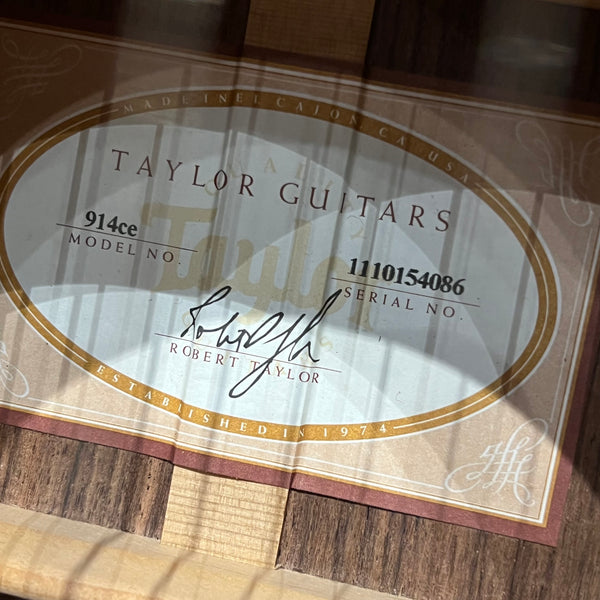 MADE IN EL CAJON CA USA
TAYLOR GUITARS
914ce
MODEL NO.
1110154086
SERIAL NO.
Taylor
ROBERT TAYLOR
ESTABLISHED IN 1974